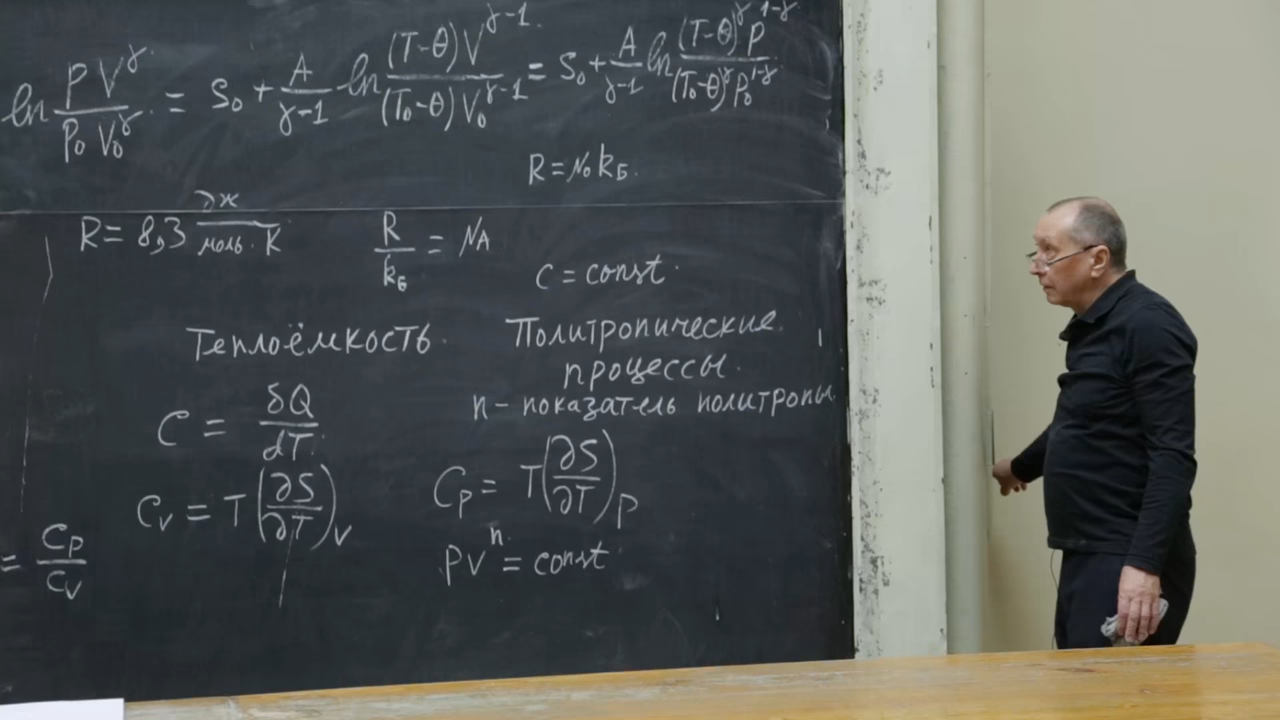 ln PV^γ / P₀V₀^γ = S₀ + A/(γ-1) ln (T-θ)V^(γ-1) / (T₀-θ)V₀^(γ-1) = S₀ + A/(γ-1) ln (T-θ)^γ P^(1-γ) / (T₀-θ)^γ P₀^(1-γ)
R = N₀k_Б.
R = 8,3 Дж / моль · К
R / k_Б = N_A
C = const.
Теплоёмкость.
Политропические
процессы.
n – показатель политропы.
C = δQ / dT.
C_V = T (∂S/∂T)_V
C_P = T (∂S/∂T)_P
PV^n = const.
= C_P / C_V